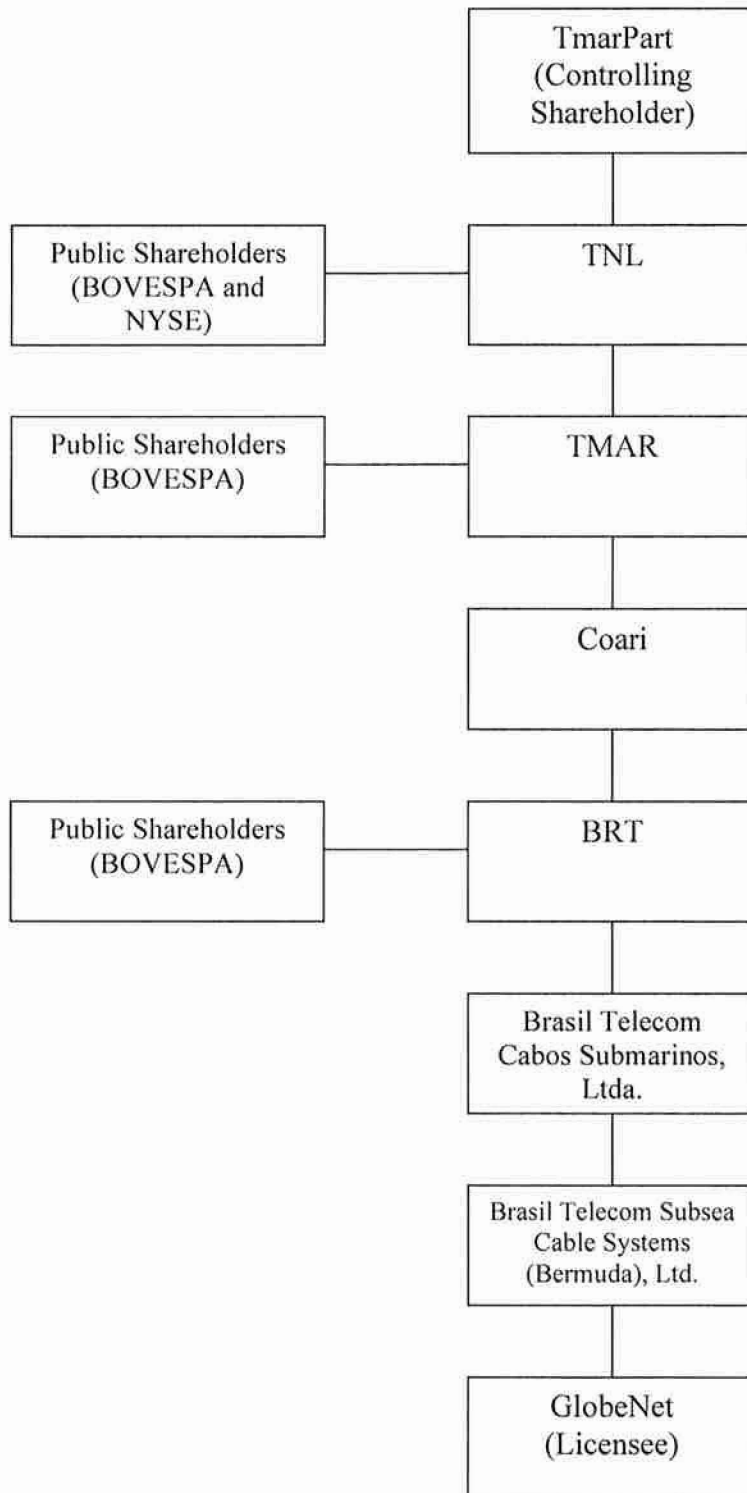 TmarPart
(Controlling
Shareholder)
Public Shareholders
(BOVESPA and
NYSE)
TNL
Public Shareholders
(BOVESPA)
TMAR
Coari
Public Shareholders
(BOVESPA)
BRT
Brasil Telecom
Cabos Submarinos,
Ltda.
Brasil Telecom Subsea
Cable Systems
(Bermuda), Ltd.
GlobeNet
(Licensee)